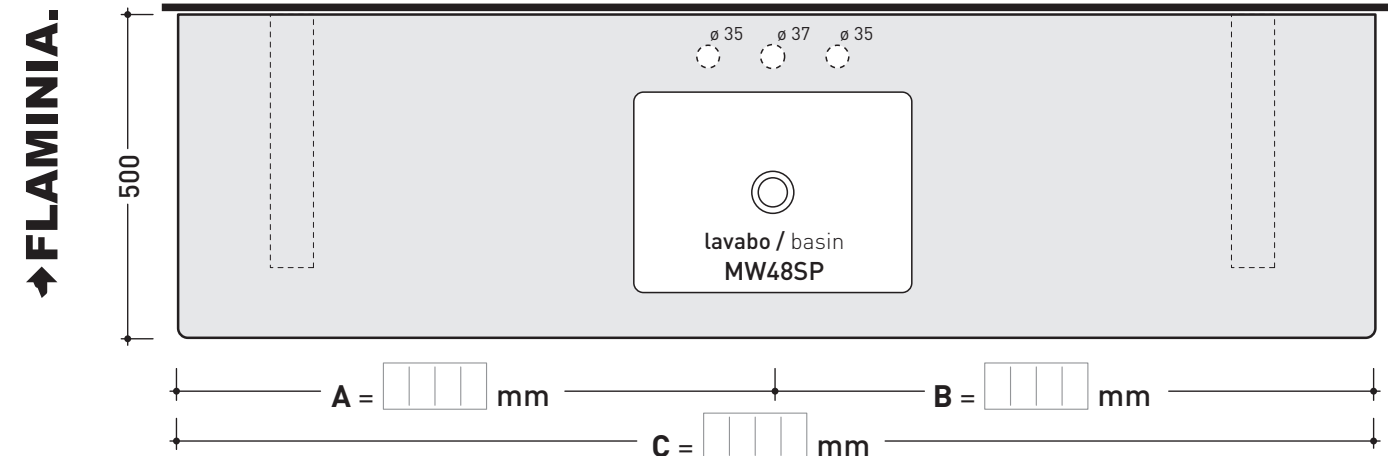 FLAMINIA.
ø 35 ø 37 ø 35
500
lavabo / basin
MW48SP
A = mm
B = mm
C = mm